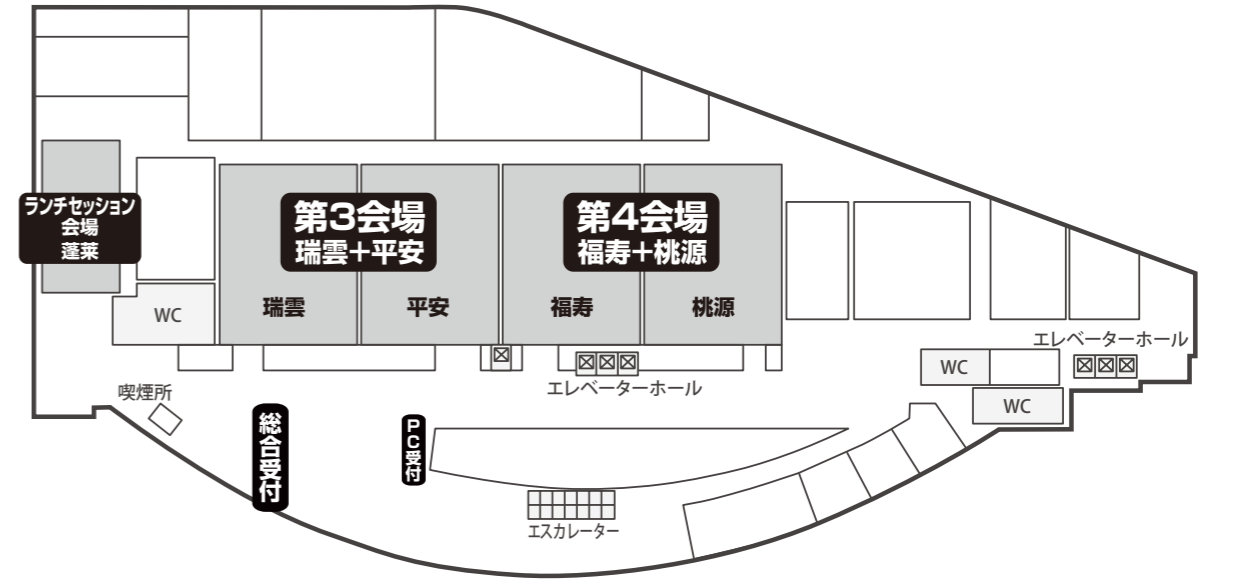 ランチセッション
会場
蓬莱
第3会場
瑞雲+平安
第4会場
福寿+桃源
瑞雲
平安
福寿
桃源
WC
エレベーターホール
エレベーターホール
WC
WC
喫煙所
総合受付
PC受付
エスカレーター